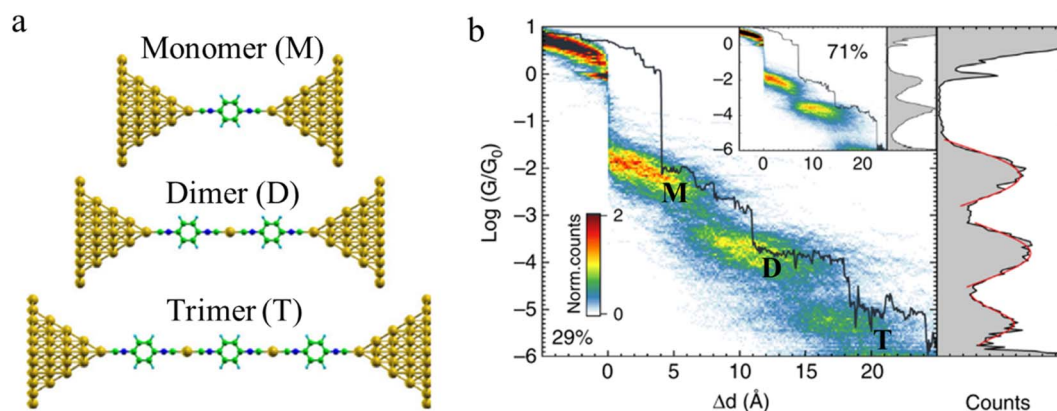 a
Monomer (M)
Dimer (D)
Trimer (T)
b
Log (G/G₀)
1
0
−1
−2
−3
−4
−5
−6
M
D
T
Norm.counts
2
0
29%
0
5
10
15
20
Δd (Å)
71%
0
−2
−4
−6
0
10
20
Counts